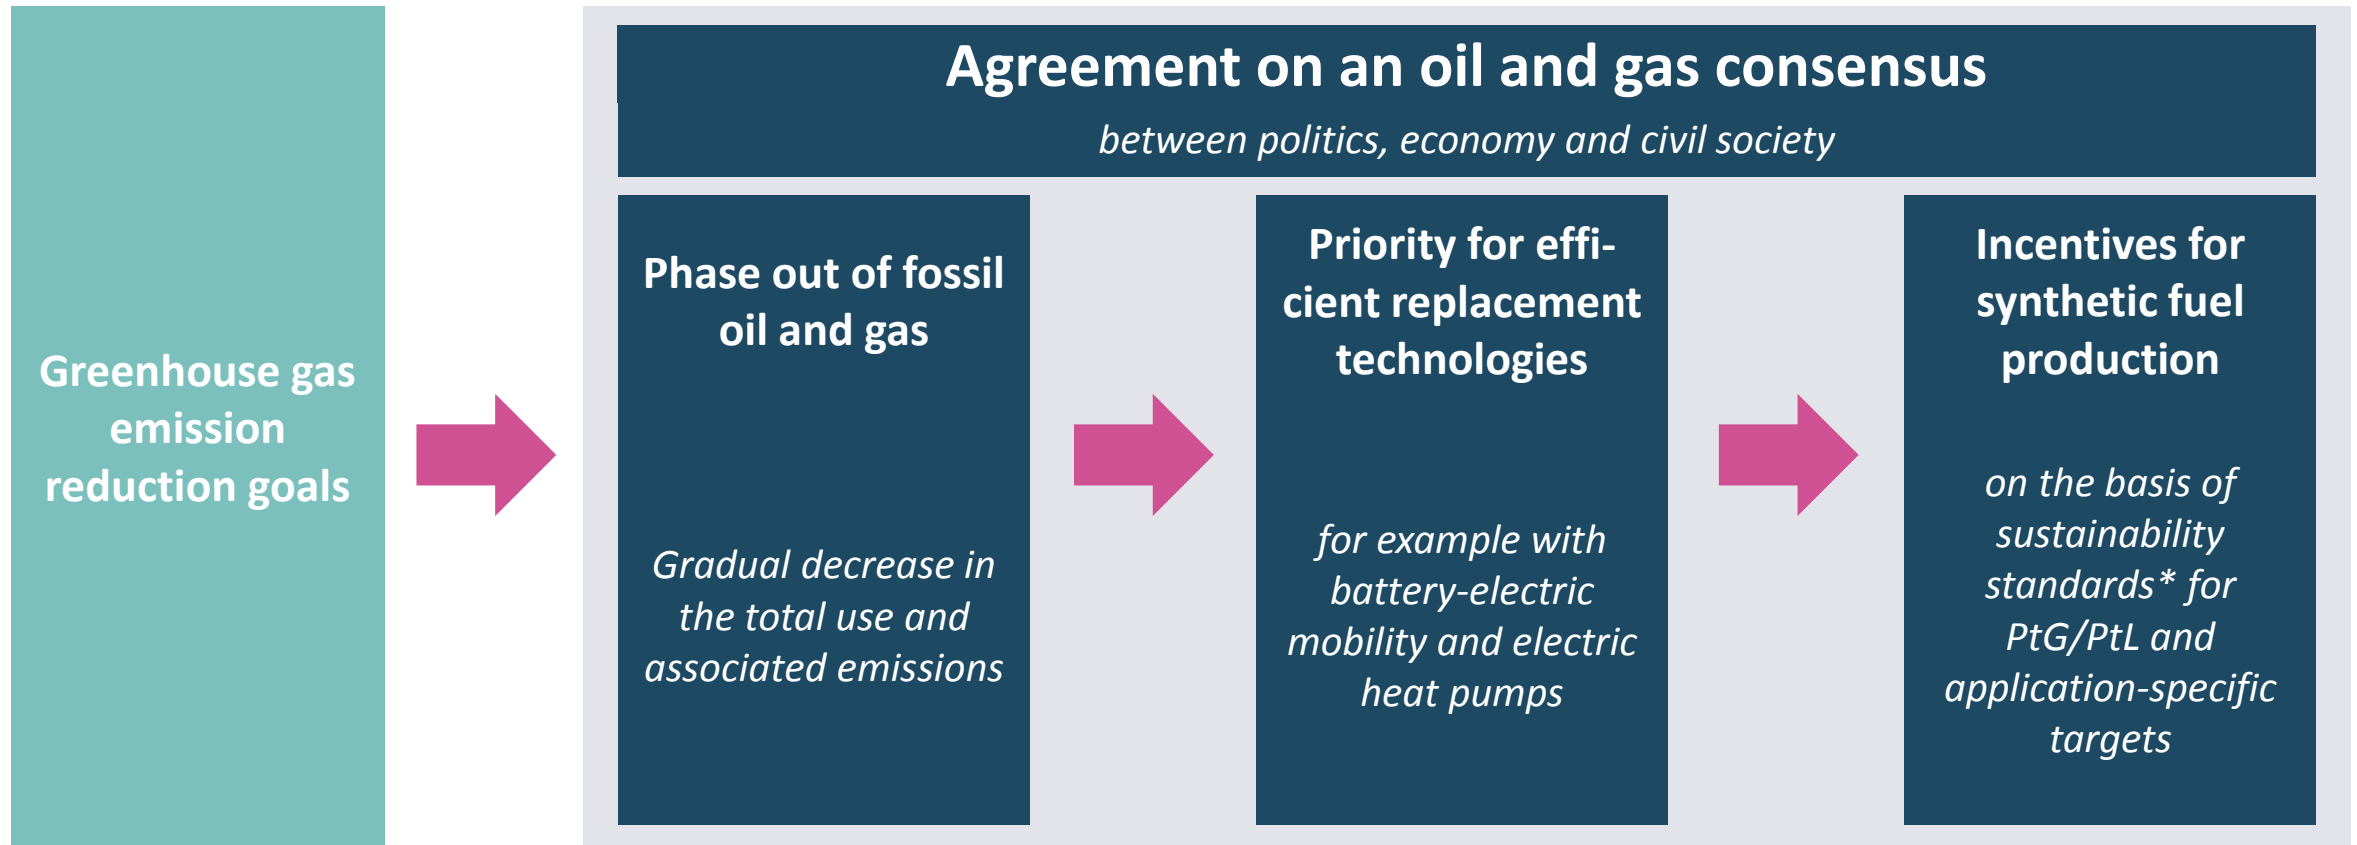 Greenhouse gas
emission
reduction goals
Agreement on an oil and gas consensus
between politics, economy and civil society
Phase out of fossil
oil and gas
Gradual decrease in
the total use and
associated emissions
Priority for effi-
cient replacement
technologies
for example with
battery-electric
mobility and electric
heat pumps
Incentives for
synthetic fuel
production
on the basis of
sustainability
standards* for
PtG/PtL and
application-specific
targets